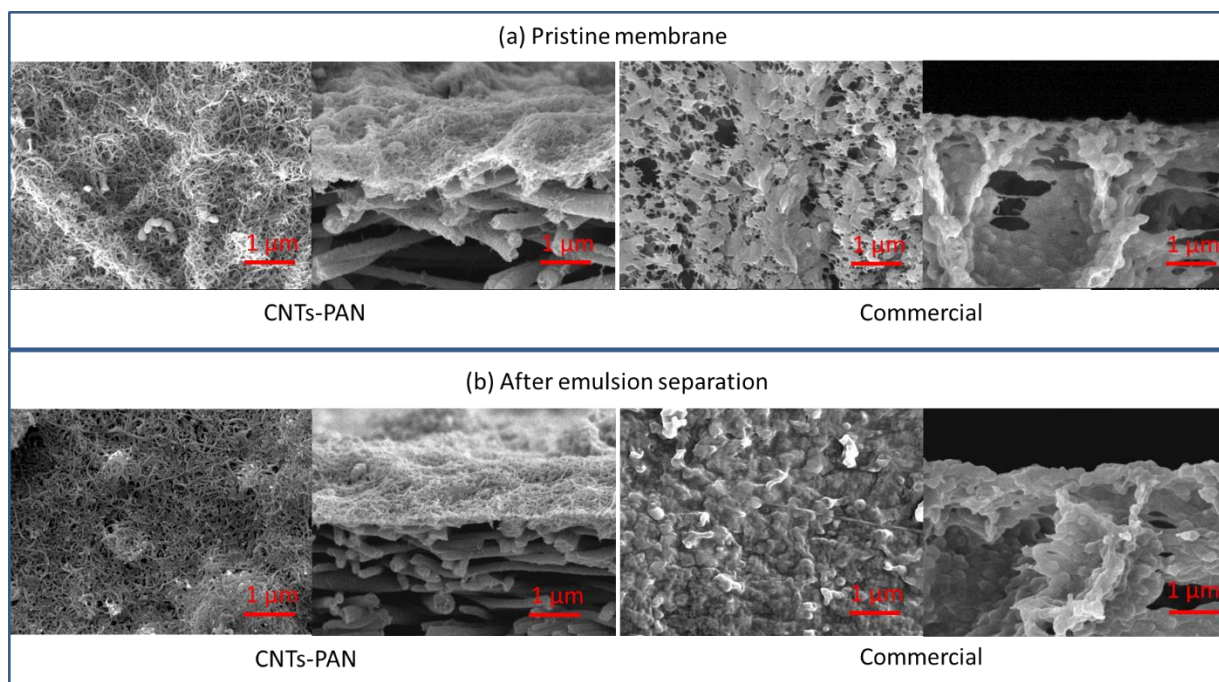 (a) Pristine membrane
1 μm
1 μm
1 μm
1 μm
CNTs-PAN
Commercial
(b) After emulsion separation
1 μm
1 μm
1 μm
1 μm
CNTs-PAN
Commercial